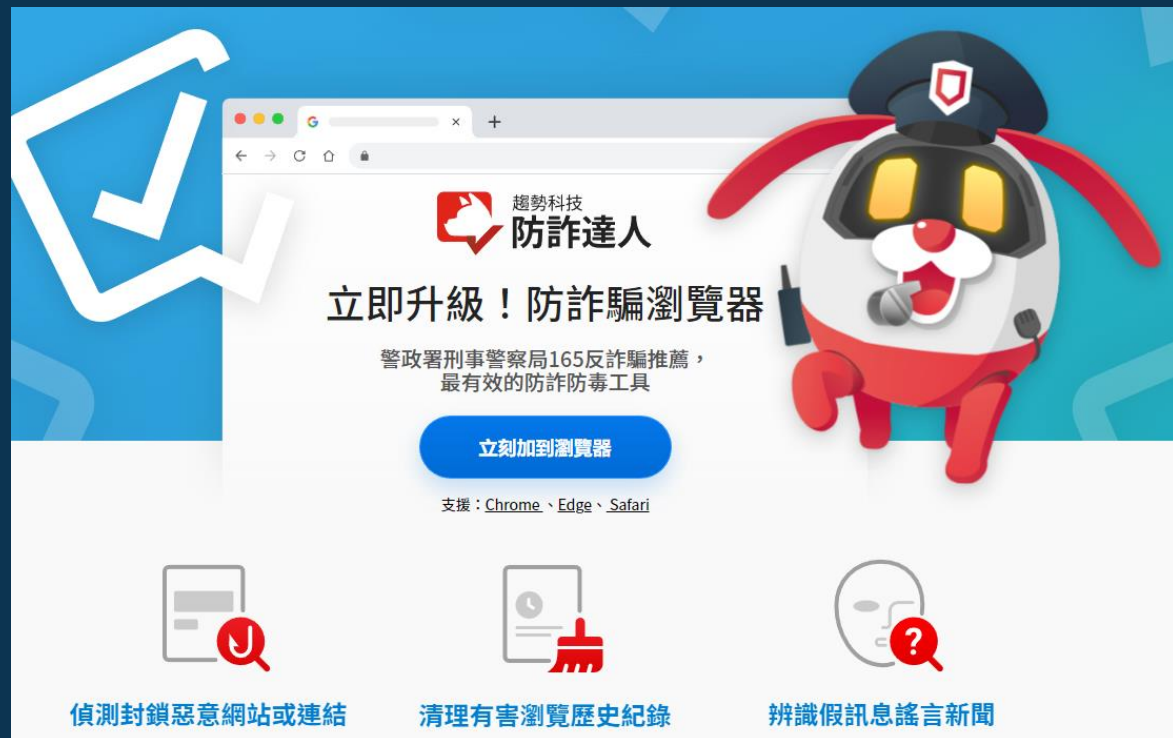 趨勢科技
防詐達人
立即升級！防詐騙瀏覽器
警政署刑事警察局165反詐騙推薦，
最有效的防詐防毒工具
立刻加到瀏覽器
支援：Chrome 、Edge、 Safari
偵測封鎖惡意網站或連結
清理有害瀏覽歷史紀錄
辨識假訊息謠言新聞